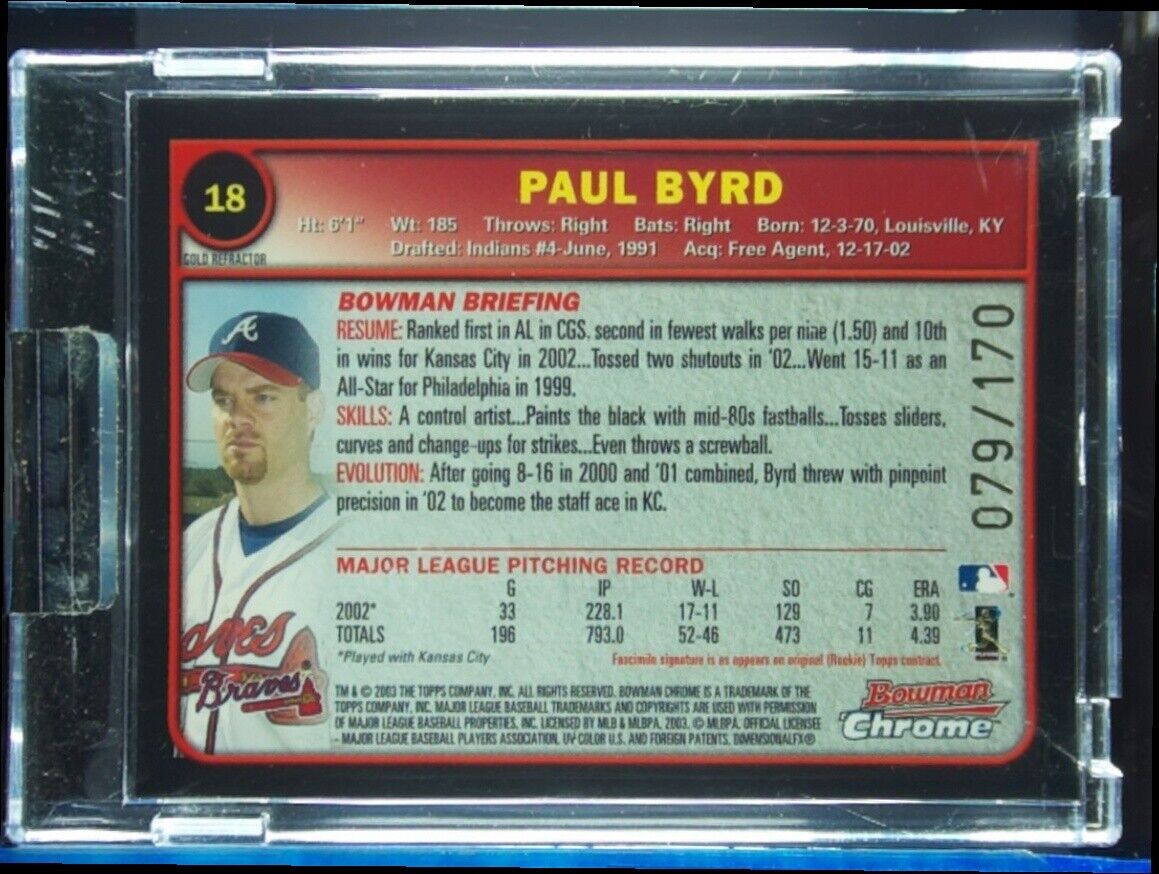 18
GOLD REFRACTOR
PAUL BYRD
Ht: 6'1" Wt: 185 Throws: Right Bats: Right Born: 12-3-70, Louisville, KY
Drafted: Indians #4-June, 1991 Acq: Free Agent, 12-17-02
BOWMAN BRIEFING
RESUME: Ranked first in AL in CGS. second in fewest walks per nine (1.50) and 10th
in wins for Kansas City in 2002...Tossed two shutouts in '02...Went 15-11 as an
All-Star for Philadelphia in 1999.
SKILLS: A control artist...Paints the black with mid-80s fastballs...Tosses sliders,
curves and change-ups for strikes...Even throws a screwball.
EVOLUTION: After going 8-16 in 2000 and '01 combined, Byrd threw with pinpoint
precision in '02 to become the staff ace in KC.
079/170
MAJOR LEAGUE PITCHING RECORD
G IP W-L SO CG ERA
2002* 33 228.1 17-11 129 7 3.90
TOTALS 196 793.0 52-46 473 11 4.39
*Played with Kansas City
Facsimile signature is as appears on original (Rookie) Topps contract.
A
aves
Braves
TM & © 2003 THE TOPPS COMPANY, INC. ALL RIGHTS RESERVED. BOWMAN CHROME IS A TRADEMARK OF THE
TOPPS COMPANY, INC. MAJOR LEAGUE BASEBALL TRADEMARKS AND COPYRIGHTS ARE USED WITH PERMISSION
OF MAJOR LEAGUE BASEBALL PROPERTIES, INC. LICENSED BY MLB & MLBPA, 2003. © MLBPA. OFFICIAL LICENSEE
- MAJOR LEAGUE BASEBALL PLAYERS ASSOCIATION. UV COLOR U.S. AND FOREIGN PATENTS. DIMENSIONALFX®
Bowman
Chrome